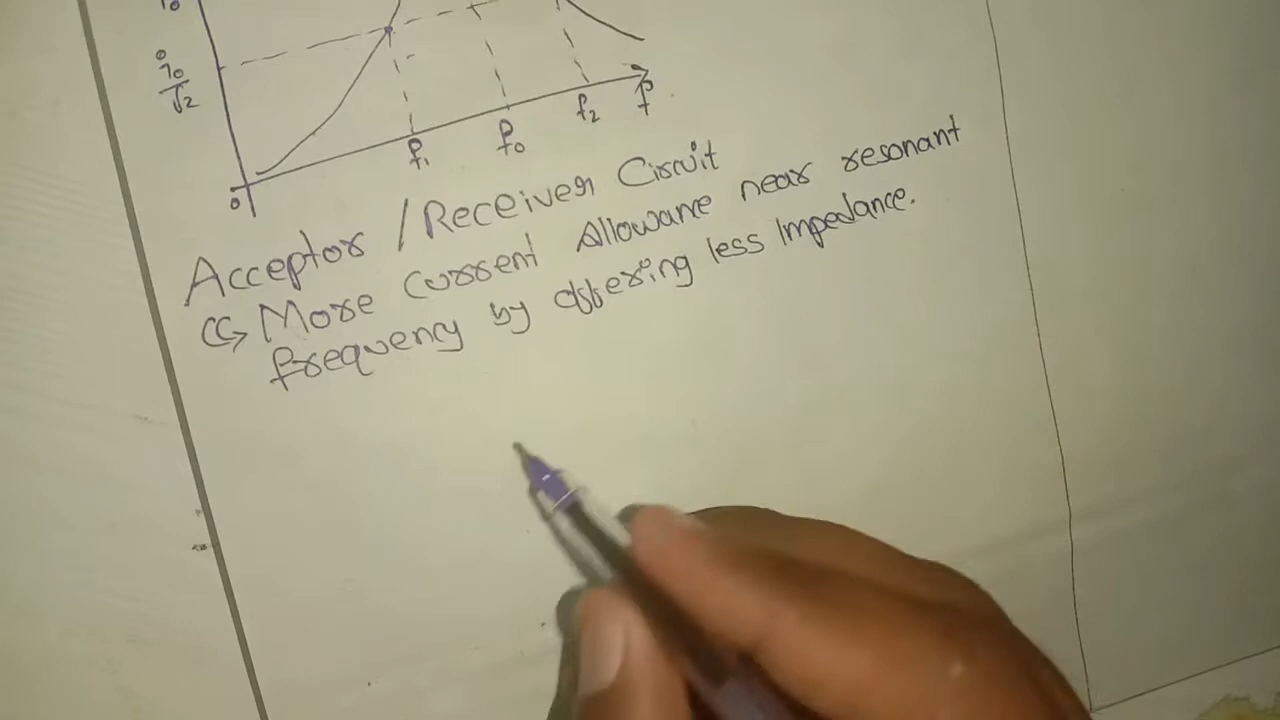 i₀
i₀/√2
0
f₁
f₀
f₂
f
Acceptor / Receiver Circuit
↳ More current Allowance near resonant
frequency by offering less Impedance.